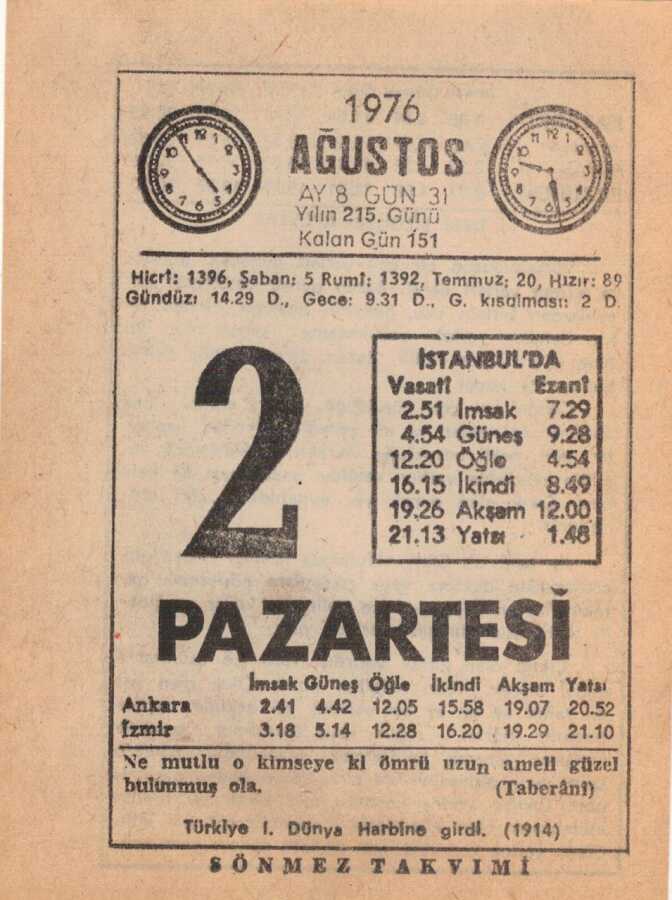 1976
AĞUSTOS
AY 8 GÜN 31
Yılın 215. Günü
Kalan Gün 151
Hicrî: 1396, Şaban: 5 Rumî: 1392, Temmuz: 20, Hızır: 89
Gündüz: 14.29 D., Gece: 9.31 D., G. kısalması: 2 D.
2
İSTANBUL'DA
Vasatî Ezanî
2.51 İmsak 7.29
4.54 Güneş 9.28
12.20 Öğle 4.54
16.15 İkindi 8.49
19.26 Akşam 12.00
21.13 Yatsı 1.48
PAZARTESİ
İmsak Güneş Öğle İkindi Akşam Yatsı
Ankara 2.41 4.42 12.05 15.58 19.07 20.52
İzmir 3.18 5.14 12.28 16.20 19.29 21.10
Ne mutlu o kimseye ki ömrü uzun ameli güzel
bulunmuş ola. (Taberânî)
Türkiye I. Dünya Harbine girdi. (1914)
SÖNMEZ TAKVİMİ